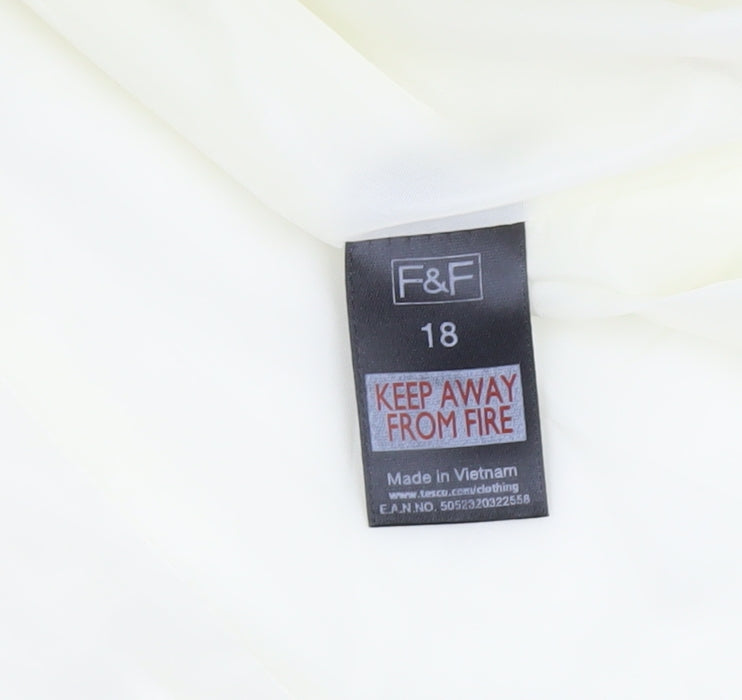 F&F
18
KEEP AWAY
FROM FIRE
Made in Vietnam
www.tesco.com/clothing
E.A.N.NO. 5052320322558